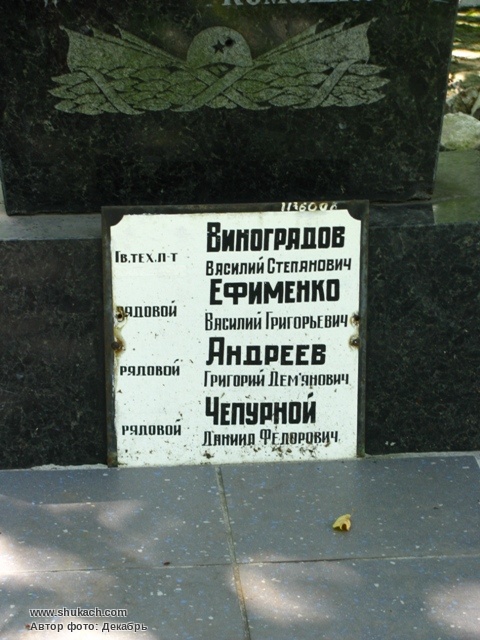 Гв.тех.л-т Виноградов
Василий Степанович
рядовой Ефименко
Василий Григорьевич
рядовой Андреев
Григорий Дем'янович
рядовой Чепурной
Даниил Федорович
www.shukach.com
Автор фото: Декабрь